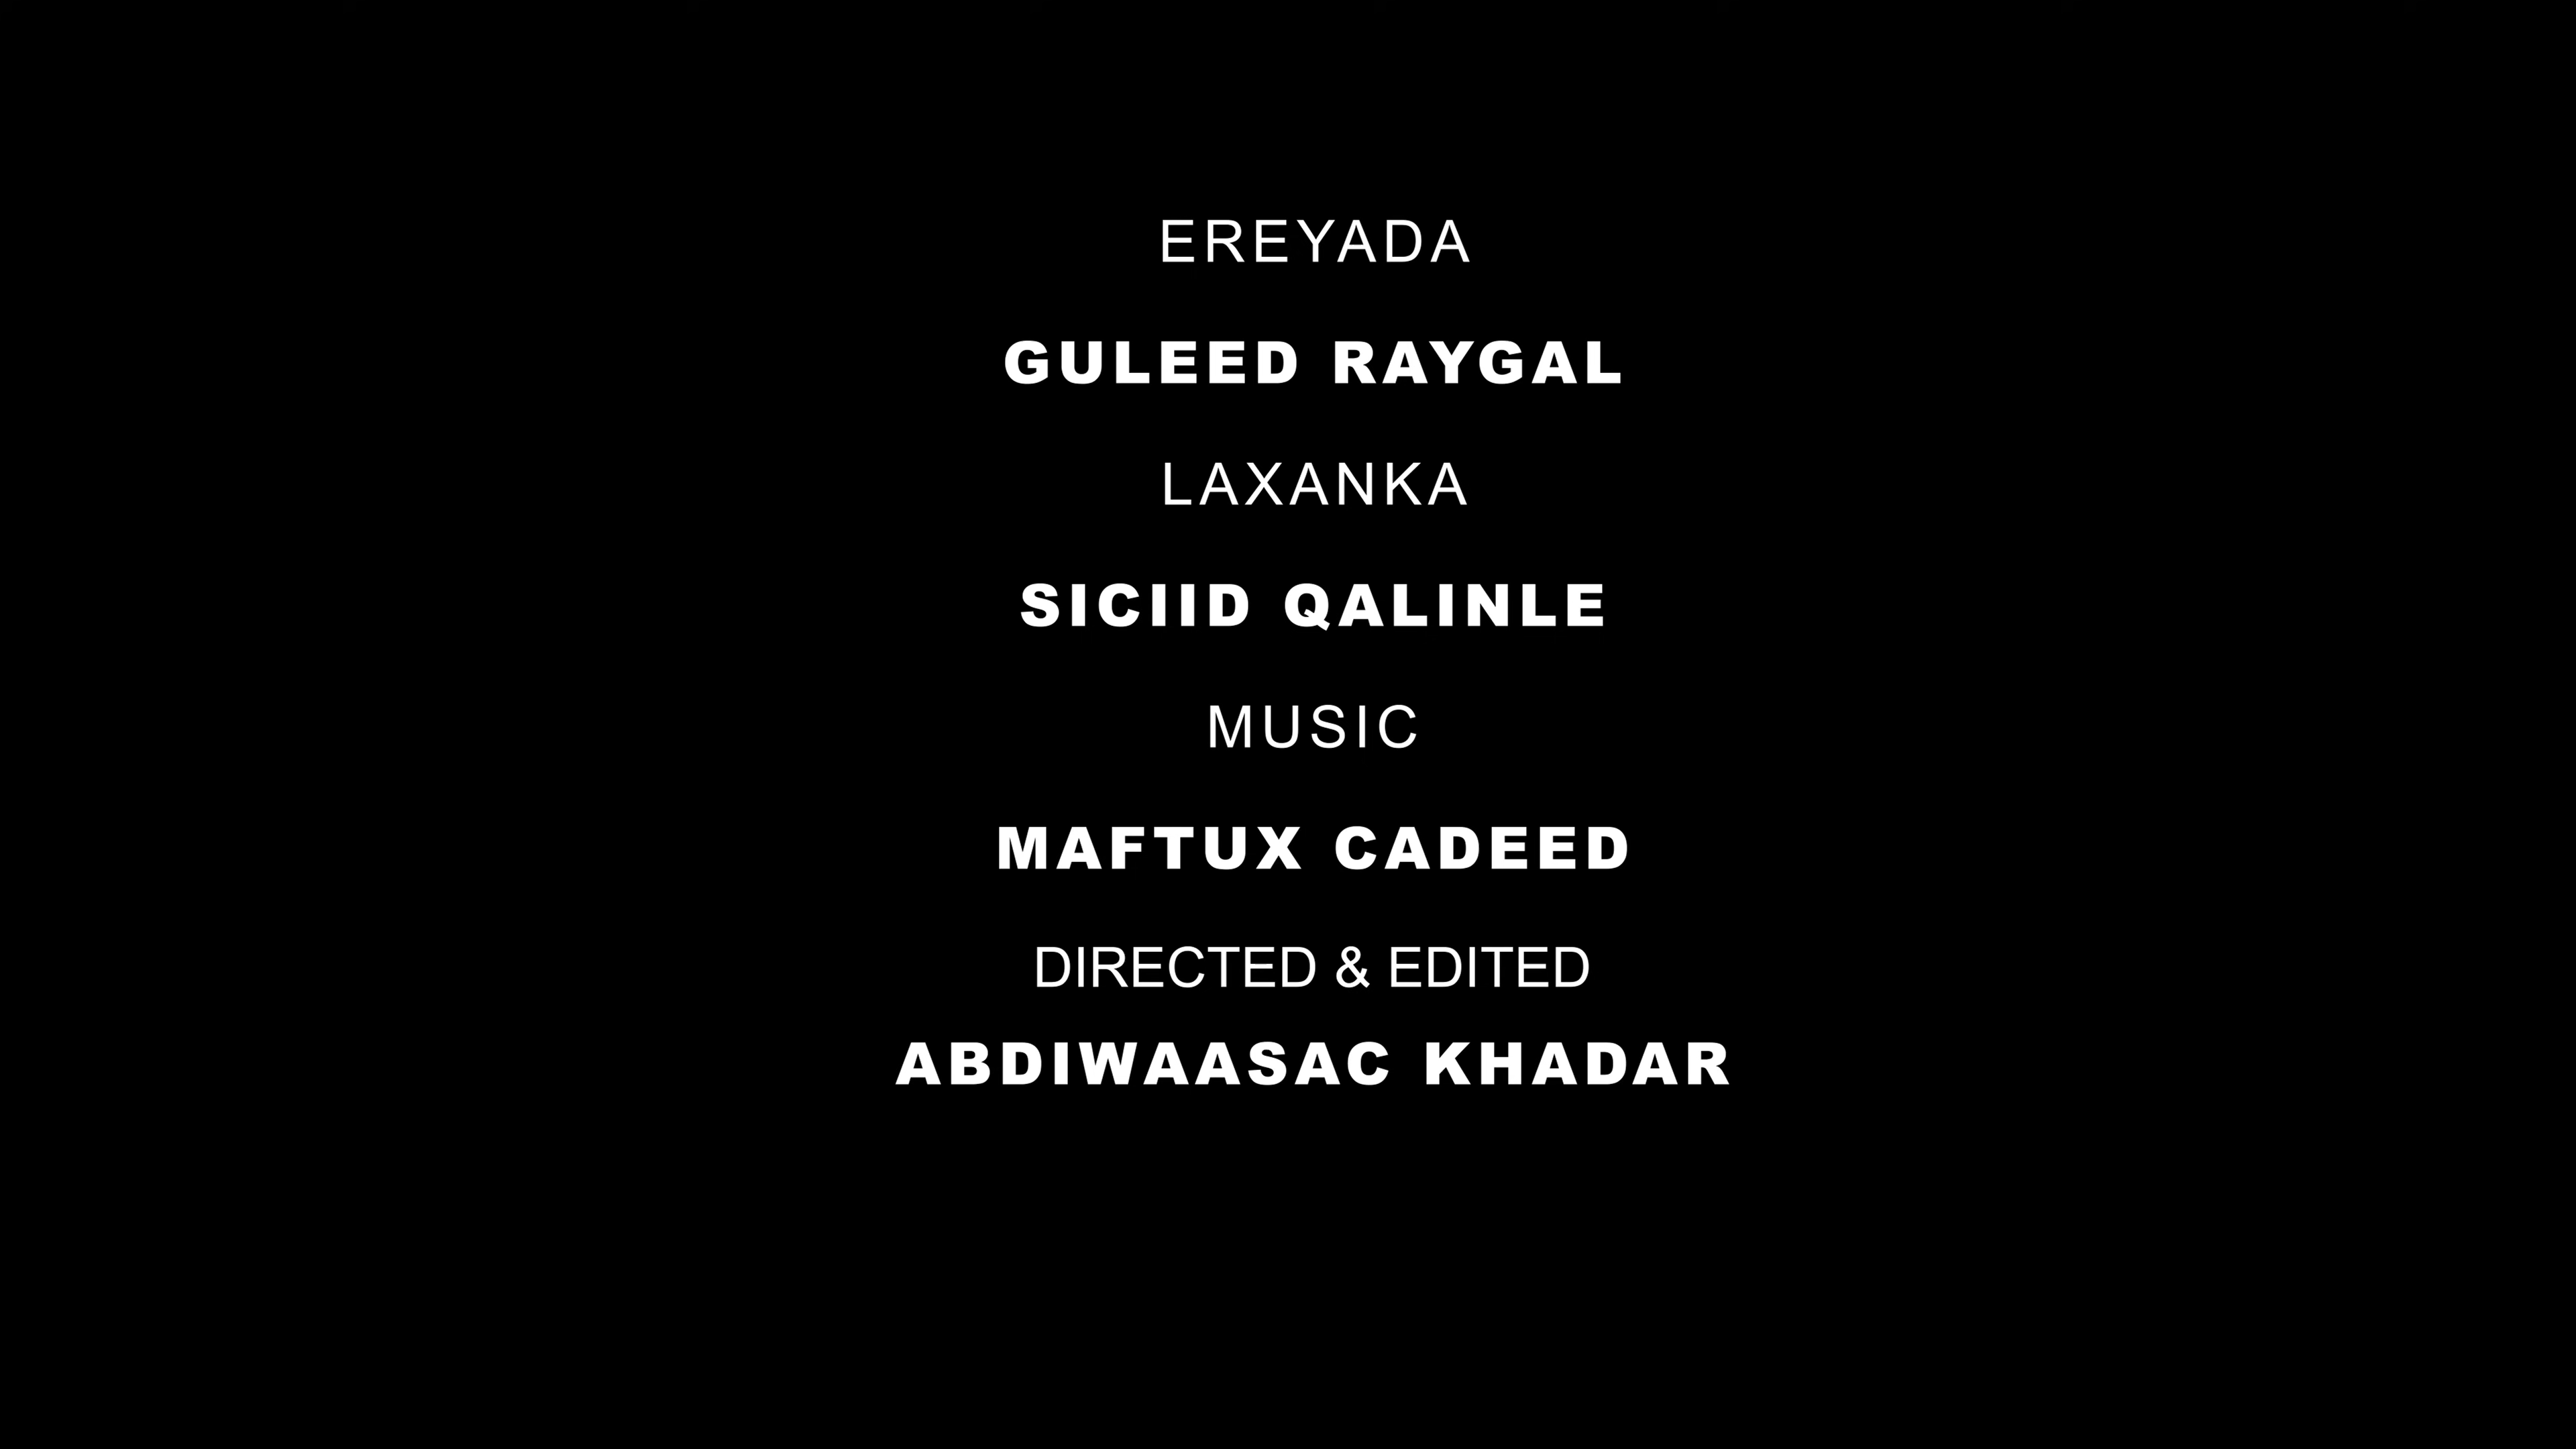 EREYADA
GULEED RAYGAL
LAXANKA
SICIID QALINLE
MUSIC
MAFTUX CADEED
DIRECTED & EDITED
ABDIWAASAC KHADAR